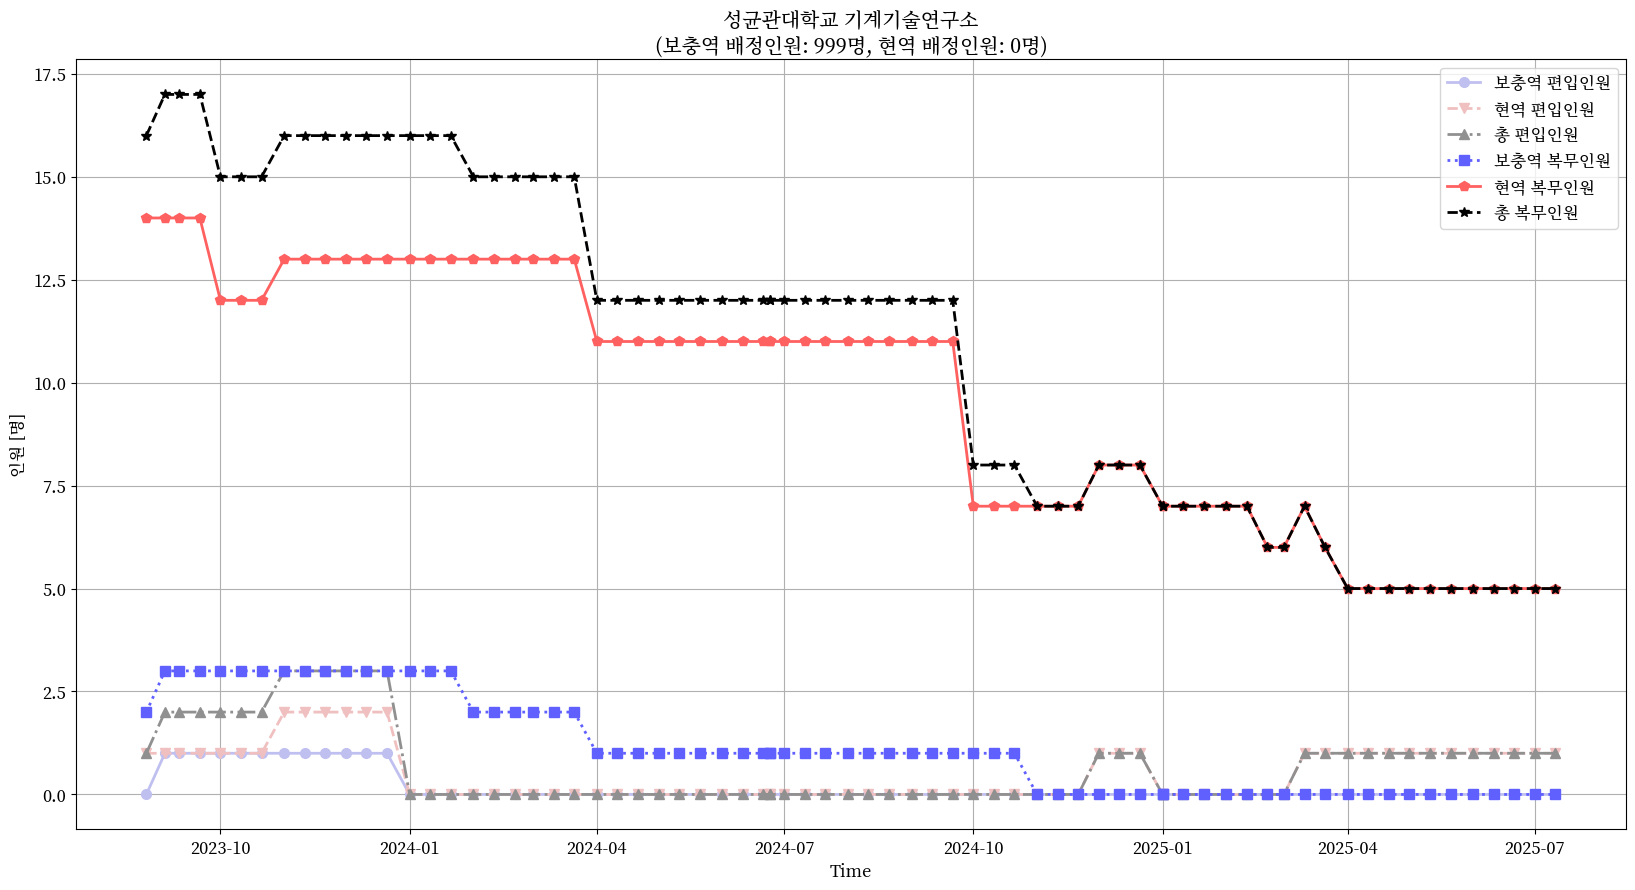 성균관대학교 기계기술연구소
(보충역 배정인원: 999명, 현역 배정인원: 0명)
17.5
15.0
12.5
10.0
7.5
5.0
2.5
0.0
인원 [명]
보충역 편입인원
현역 편입인원
총 편입인원
보충역 복무인원
현역 복무인원
총 복무인원
2023-10 2024-01 2024-04 2024-07 2024-10 2025-01 2025-04 2025-07
Time